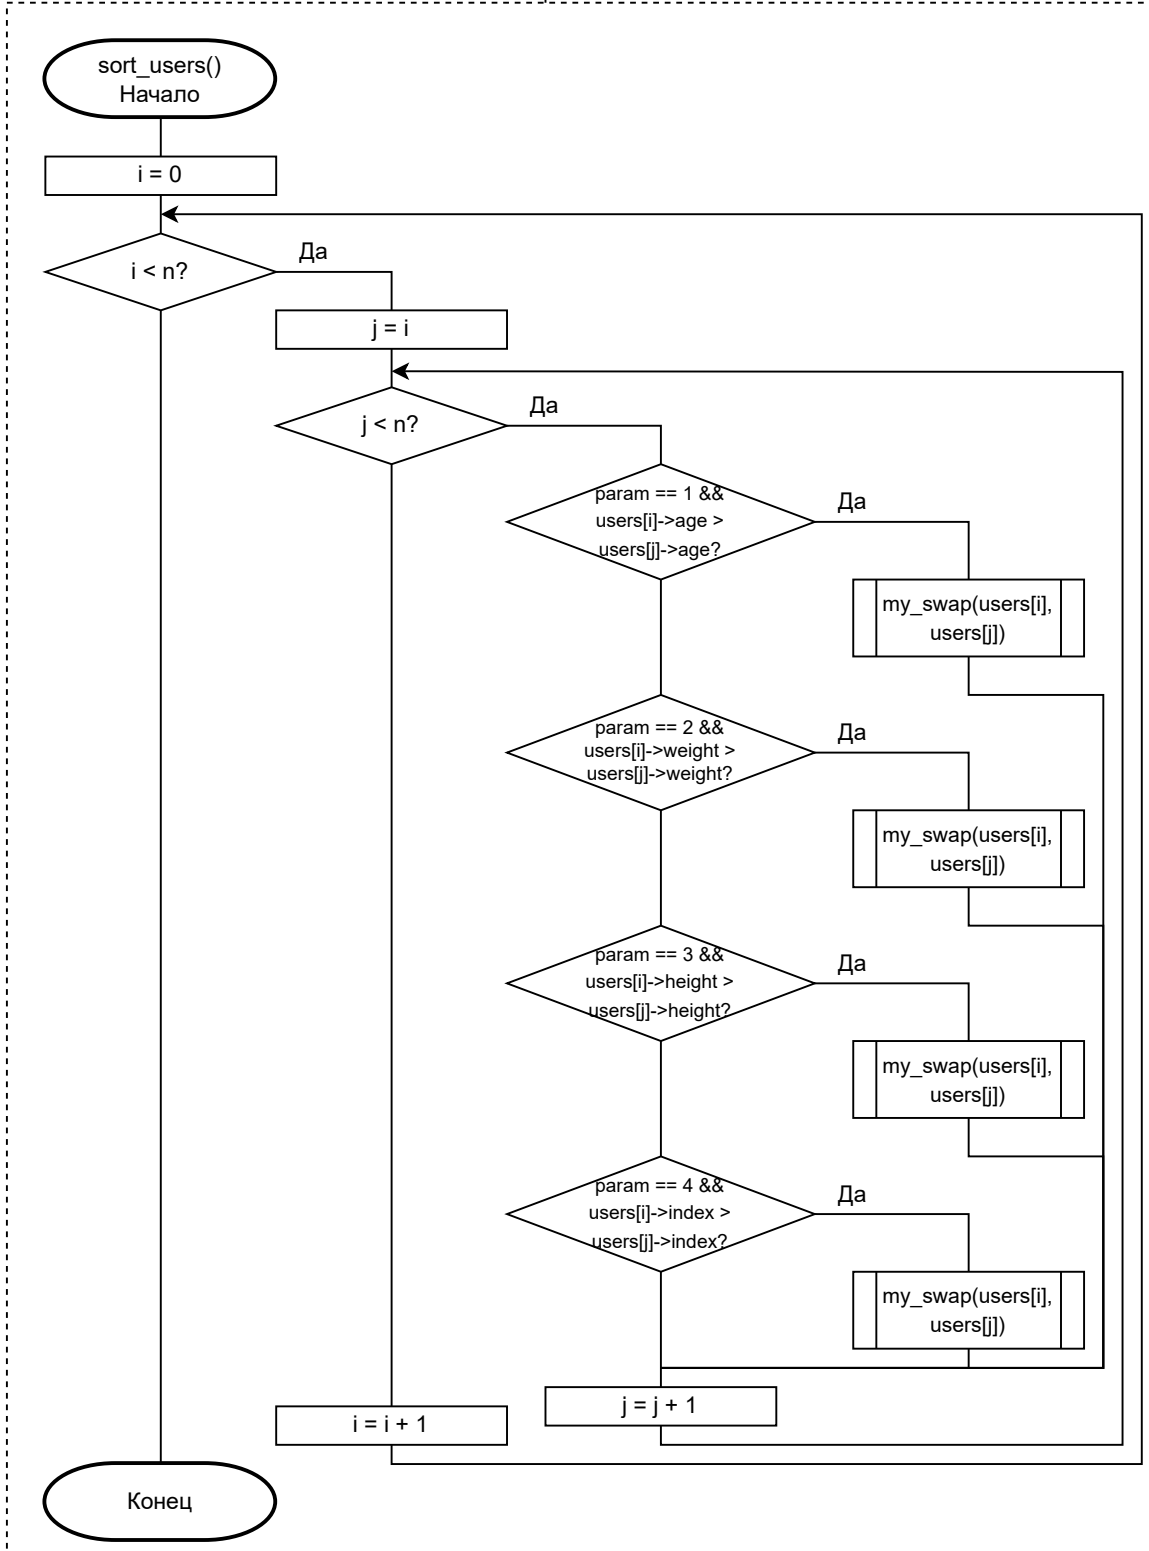 sort_users()
Начало
i = 0
i < n?
Да
j = i
j < n?
Да
param == 1 &&
users[i]->age >
users[j]->age?
Да
my_swap(users[i],
users[j])
param == 2 &&
users[i]->weight >
users[j]->weight?
Да
my_swap(users[i],
users[j])
param == 3 &&
users[i]->height >
users[j]->height?
Да
my_swap(users[i],
users[j])
param == 4 &&
users[i]->index >
users[j]->index?
Да
my_swap(users[i],
users[j])
j = j + 1
i = i + 1
Конец